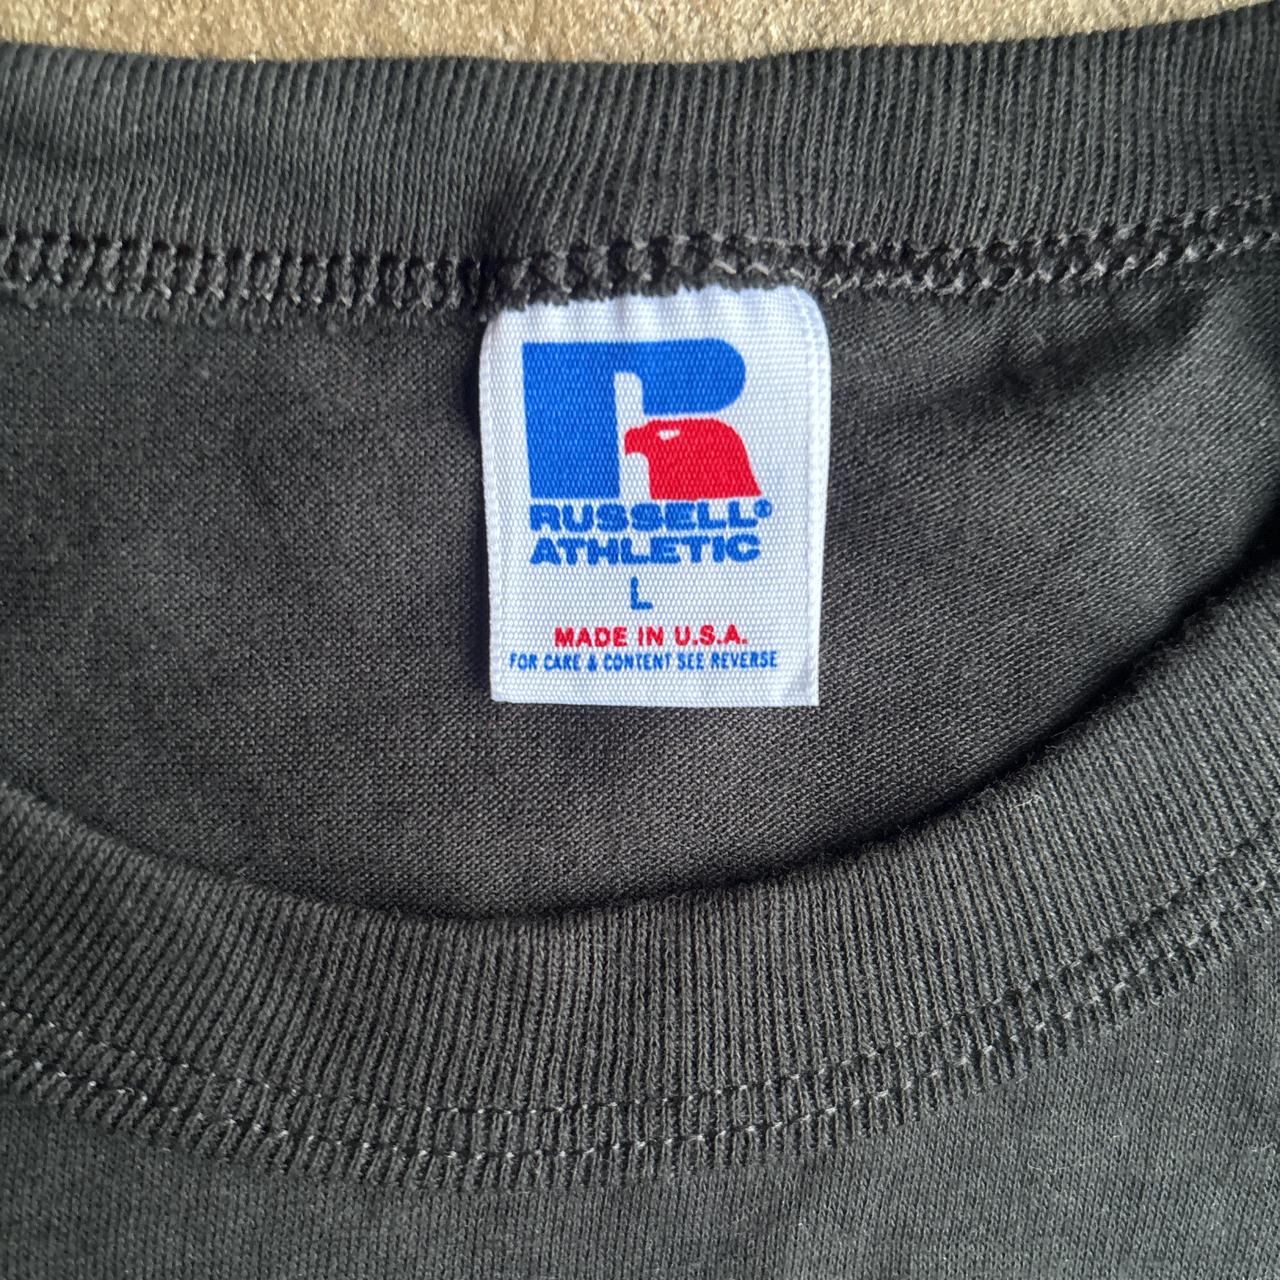 R
RUSSELL®
ATHLETIC
L
MADE IN U.S.A.
FOR CARE & CONTENT SEE REVERSE